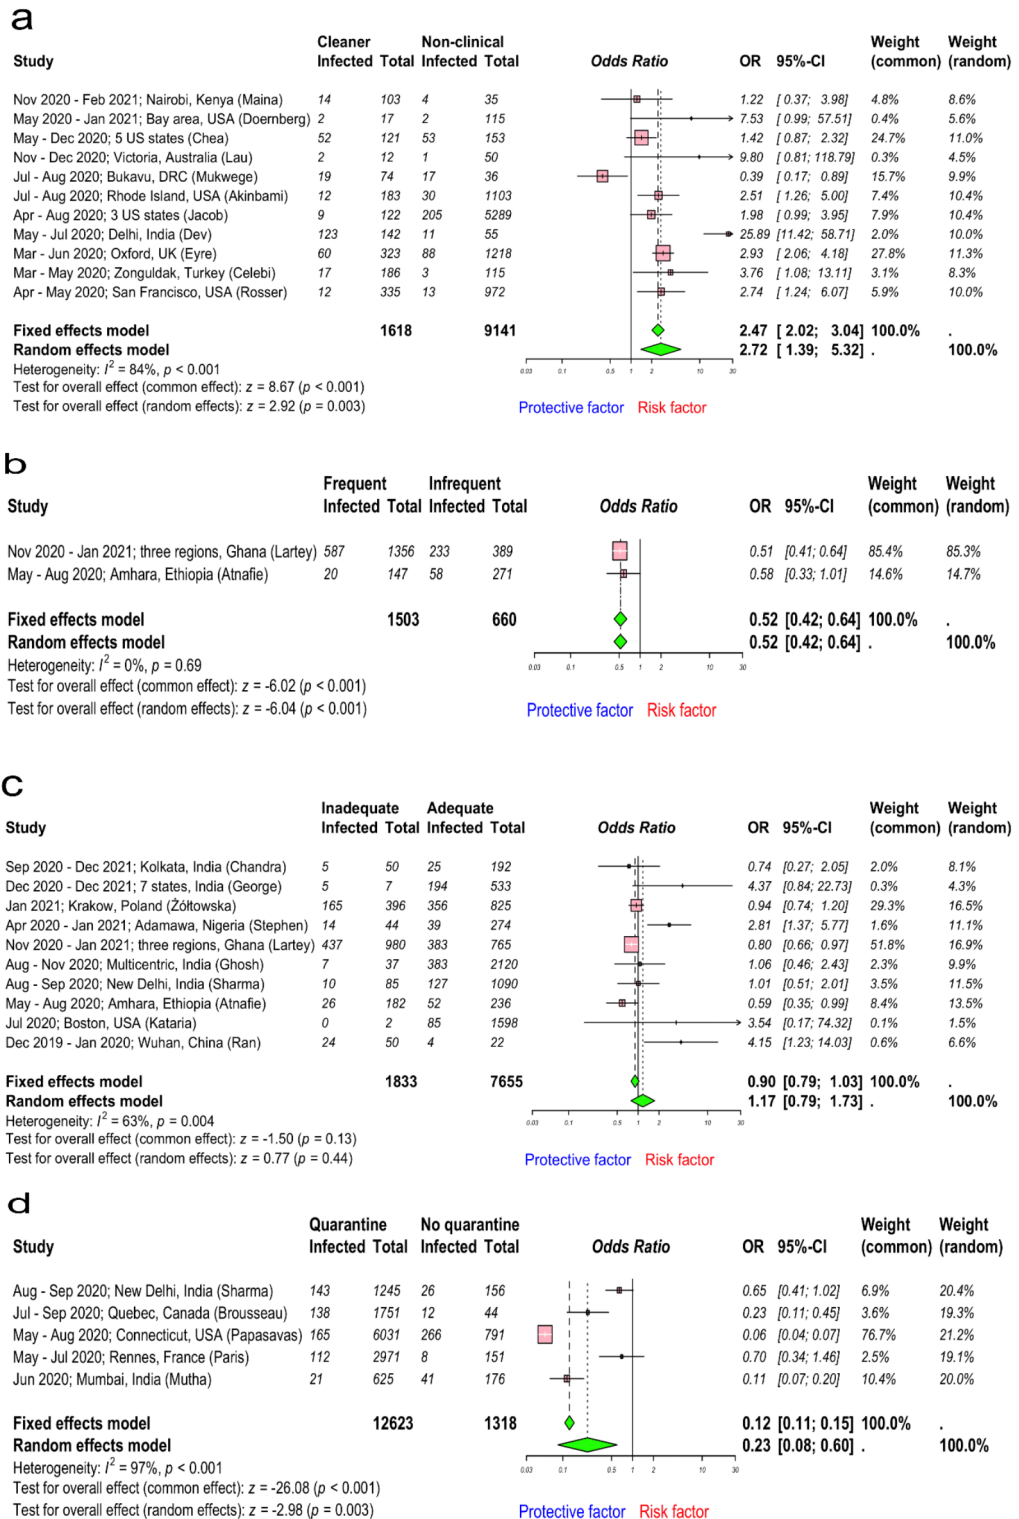 a
Cleaner Non-clinical Weight Weight
Study Infected Total Infected Total Odds Ratio OR 95%-CI (common) (random)
Nov 2020 - Feb 2021; Nairobi, Kenya (Maina) 14 103 4 35 1.22 [ 0.37; 3.98] 4.8% 8.6%
May 2020 - Jan 2021; Bay area, USA (Doernberg) 2 17 2 115 7.53 [ 0.99; 57.51] 0.4% 5.6%
May - Dec 2020; 5 US states (Chea) 52 121 53 153 1.42 [ 0.87; 2.32] 24.7% 11.0%
Nov - Dec 2020; Victoria, Australia (Lau) 2 12 1 50 9.80 [ 0.81; 118.79] 0.3% 4.5%
Jul - Aug 2020; Bukavu, DRC (Mukwege) 19 74 17 36 0.39 [ 0.17; 0.89] 15.7% 9.9%
Jul - Aug 2020; Rhode Island, USA (Akinbami) 12 183 30 1103 2.51 [ 1.26; 5.00] 7.4% 10.4%
Apr - Aug 2020; 3 US states (Jacob) 9 122 205 5289 1.98 [ 0.99; 3.95] 7.9% 10.4%
May - Jul 2020; Delhi, India (Dev) 123 142 11 55 25.89 [11.42; 58.71] 2.0% 10.0%
Mar - Jun 2020; Oxford, UK (Eyre) 60 323 88 1218 2.93 [ 2.06; 4.18] 27.8% 11.3%
Mar - May 2020; Zonguldak, Turkey (Celebi) 17 186 3 115 3.76 [ 1.08; 13.11] 3.1% 8.3%
Apr - May 2020; San Francisco, USA (Rosser) 12 335 13 972 2.74 [ 1.24; 6.07] 5.9% 10.0%
Fixed effects model 1618 9141 2.47 [ 2.02; 3.04] 100.0% .
Random effects model 2.72 [ 1.39; 5.32] . 100.0%
Heterogeneity: I² = 84%, p < 0.001 0.03 0.1 0.5 1 2 10 30
Test for overall effect (common effect): z = 8.67 (p < 0.001)
Test for overall effect (random effects): z = 2.92 (p = 0.003) Protective factor Risk factor
b
Frequent Infrequent Weight Weight
Study Infected Total Infected Total Odds Ratio OR 95%-CI (common) (random)
Nov 2020 - Jan 2021; three regions, Ghana (Lartey) 587 1356 233 389 0.51 [0.41; 0.64] 85.4% 85.3%
May - Aug 2020; Amhara, Ethiopia (Atnafie) 20 147 58 271 0.58 [0.33; 1.01] 14.6% 14.7%
Fixed effects model 1503 660 0.52 [0.42; 0.64] 100.0% .
Random effects model 0.52 [0.42; 0.64] . 100.0%
Heterogeneity: I² = 0%, p = 0.69 0.03 0.1 0.5 1 2 10 30
Test for overall effect (common effect): z = -6.02 (p < 0.001)
Test for overall effect (random effects): z = -6.04 (p < 0.001) Protective factor Risk factor
c
Inadequate Adequate Weight Weight
Study Infected Total Infected Total Odds Ratio OR 95%-CI (common) (random)
Sep 2020 - Dec 2021; Kolkata, India (Chandra) 5 50 25 192 0.74 [0.27; 2.05] 2.0% 8.1%
Dec 2020 - Dec 2021; 7 states, India (George) 5 7 194 533 4.37 [0.84; 22.73] 0.3% 4.3%
Jan 2021; Krakow, Poland (Żółtowska) 165 396 356 825 0.94 [0.74; 1.20] 29.3% 16.5%
Apr 2020 - Jan 2021; Adamawa, Nigeria (Stephen) 14 44 39 274 2.81 [1.37; 5.77] 1.6% 11.1%
Nov 2020 - Jan 2021; three regions, Ghana (Lartey) 437 980 383 765 0.80 [0.66; 0.97] 51.8% 16.9%
Aug - Nov 2020; Multicentric, India (Ghosh) 7 37 383 2120 1.06 [0.46; 2.43] 2.3% 9.9%
Aug - Sep 2020; New Delhi, India (Sharma) 10 85 127 1090 1.01 [0.51; 2.01] 3.5% 11.5%
May - Aug 2020; Amhara, Ethiopia (Atnafie) 26 182 52 236 0.59 [0.35; 0.99] 8.4% 13.5%
Jul 2020; Boston, USA (Kataria) 0 2 85 1598 3.54 [0.17; 74.32] 0.1% 1.5%
Dec 2019 - Jan 2020; Wuhan, China (Ran) 24 50 4 22 4.15 [1.23; 14.03] 0.6% 6.6%
Fixed effects model 1833 7655 0.90 [0.79; 1.03] 100.0% .
Random effects model 1.17 [0.79; 1.73] . 100.0%
Heterogeneity: I² = 63%, p = 0.004 0.03 0.1 0.5 1 2 10 30
Test for overall effect (common effect): z = -1.50 (p = 0.13)
Test for overall effect (random effects): z = 0.77 (p = 0.44) Protective factor Risk factor
d
Quarantine No quarantine Weight Weight
Study Infected Total Infected Total Odds Ratio OR 95%-CI (common) (random)
Aug - Sep 2020; New Delhi, India (Sharma) 143 1245 26 156 0.65 [0.41; 1.02] 6.9% 20.4%
Jul - Sep 2020; Quebec, Canada (Brousseau) 138 1751 12 44 0.23 [0.11; 0.45] 3.6% 19.3%
May - Aug 2020; Connecticut, USA (Papasavas) 165 6031 266 791 0.06 [0.04; 0.07] 76.7% 21.2%
May - Jul 2020; Rennes, France (Paris) 112 2971 8 151 0.70 [0.34; 1.46] 2.5% 19.1%
Jun 2020; Mumbai, India (Mutha) 21 625 41 176 0.11 [0.07; 0.20] 10.4% 20.0%
Fixed effects model 12623 1318 0.12 [0.11; 0.15] 100.0% .
Random effects model 0.23 [0.08; 0.60] . 100.0%
Heterogeneity: I² = 97%, p < 0.001 0.03 0.1 0.5 1 2 10 30
Test for overall effect (common effect): z = -26.08 (p < 0.001)
Test for overall effect (random effects): z = -2.98 (p = 0.003) Protective factor Risk factor